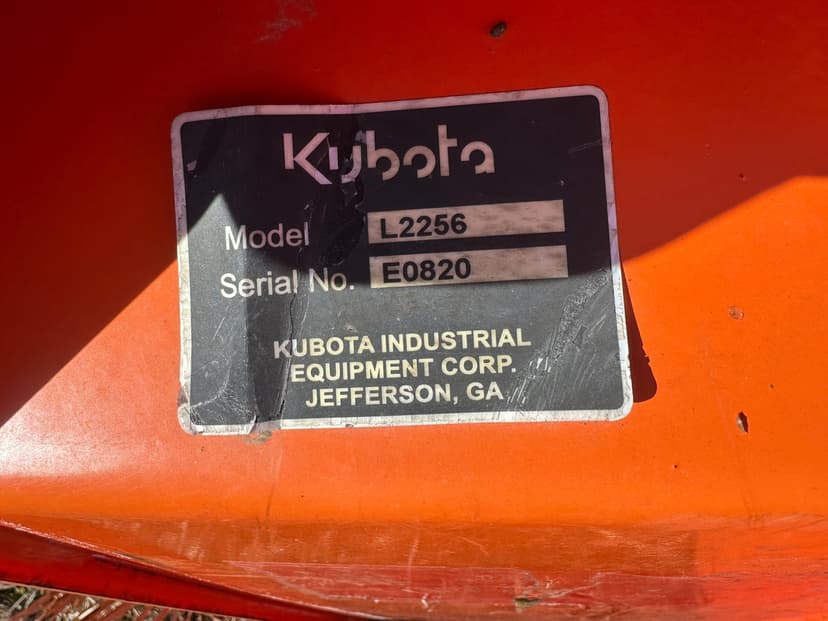 Kubota
Model L2256
Serial No. E0820
KUBOTA INDUSTRIAL
EQUIPMENT CORP.
JEFFERSON, GA